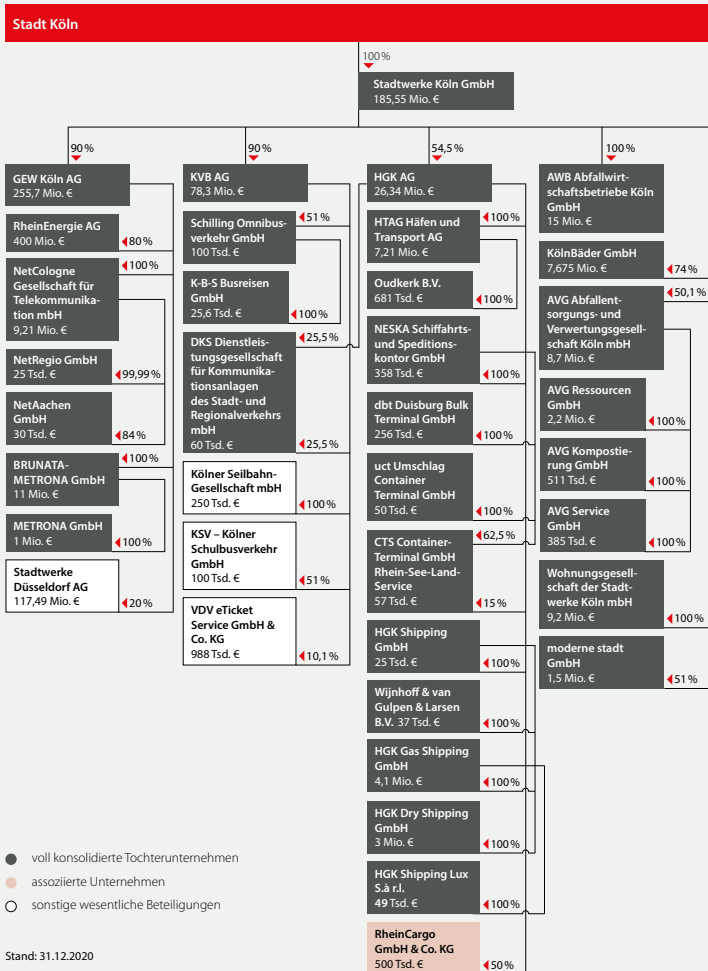 Stadt Köln
100%
Stadtwerke Köln GmbH
185,55 Mio. €
90%
GEW Köln AG
255,7 Mio. €
RheinEnergie AG
400 Mio. €
80%
100%
NetCologne
Gesellschaft für
Telekommunika-
tion mbH
9,21 Mio. €
NetRegio GmbH
25 Tsd. €
99,99%
NetAachen
GmbH
30 Tsd. €
84%
100%
BRUNATA-
METRONA GmbH
11 Mio. €
METRONA GmbH
1 Mio. €
100%
Stadtwerke
Düsseldorf AG
117,49 Mio. €
20%
90%
KVB AG
78,3 Mio. €
51%
Schilling Omnibus-
verkehr GmbH
100 Tsd. €
K-B-S Busreisen
GmbH
25,6 Tsd. €
100%
25,5%
DKS Dienstleis-
tungsgesellschaft
für Kommunika-
tionsanlagen
des Stadt- und
Regionalverkehrs
mbH
60 Tsd. €
25,5%
Kölner Seilbahn-
Gesellschaft mbH
250 Tsd. €
100%
KSV – Kölner
Schulbusverkehr
GmbH
100 Tsd. €
51%
VDV eTicket
Service GmbH &
Co. KG
988 Tsd. €
10,1%
54,5%
HGK AG
26,34 Mio. €
100%
HTAG Häfen und
Transport AG
7,21 Mio. €
Oudkerk B.V.
681 Tsd. €
100%
NESKA Schiffahrts-
und Speditions-
kontor GmbH
358 Tsd. €
100%
dbt Duisburg Bulk
Terminal GmbH
256 Tsd. €
100%
uct Umschlag
Container
Terminal GmbH
50 Tsd. €
100%
62,5%
CTS Container-
Terminal GmbH
Rhein-See-Land-
Service
57 Tsd. €
15%
HGK Shipping
GmbH
25 Tsd. €
100%
Wijnhoff & van
Gulpen & Larsen
B.V. 37 Tsd. €
100%
HGK Gas Shipping
GmbH
4,1 Mio. €
100%
HGK Dry Shipping
GmbH
3 Mio. €
100%
HGK Shipping Lux
S.à r.l.
49 Tsd. €
100%
RheinCargo
GmbH & Co. KG
500 Tsd. €
50%
100%
AWB Abfallwirt-
schaftsbetriebe Köln
GmbH
15 Mio. €
KölnBäder GmbH
7,675 Mio. €
74%
50,1%
AVG Abfallent-
sorgungs- und
Verwertungsgesell-
schaft Köln mbH
8,7 Mio. €
AVG Ressourcen
GmbH
2,2 Mio. €
100%
AVG Kompostie-
rung GmbH
511 Tsd. €
100%
AVG Service
GmbH
385 Tsd. €
100%
Wohnungsgesell-
schaft der Stadt-
werke Köln mbH
9,2 Mio. €
100%
moderne stadt
GmbH
1,5 Mio. €
51%
voll konsolidierte Tochterunternehmen
assoziierte Unternehmen
sonstige wesentliche Beteiligungen
Stand: 31.12.2020